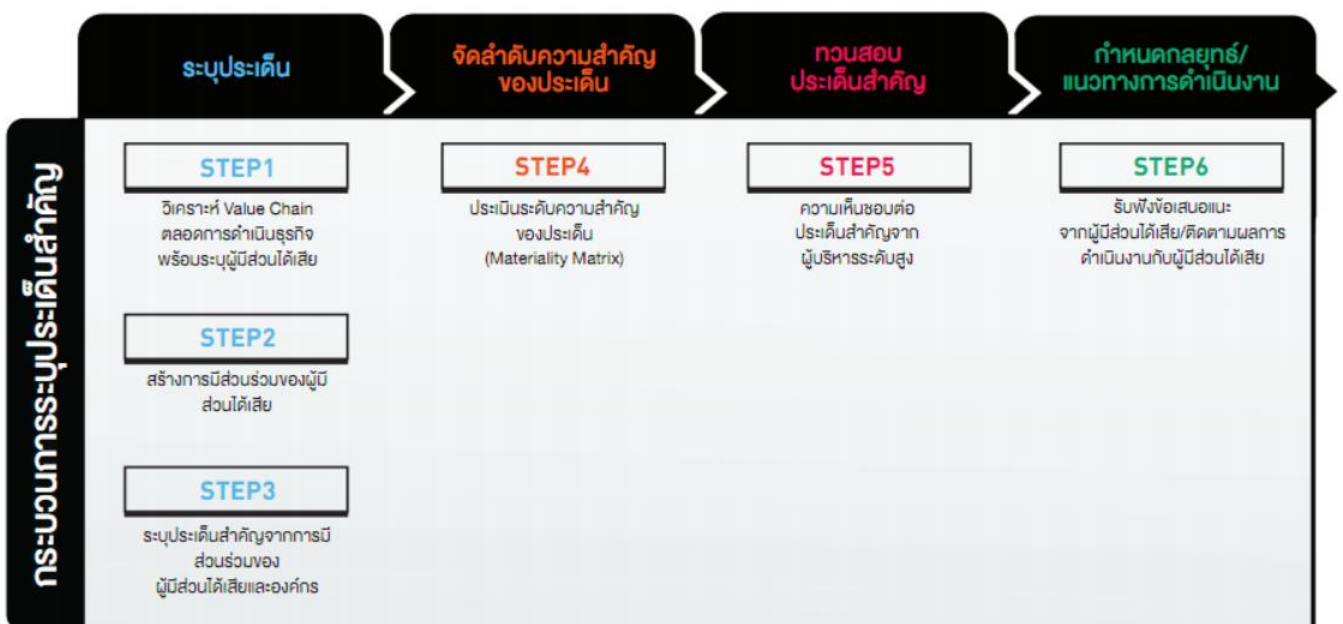 ระบุประเด็น
จัดลำดับความสำคัญ
ของประเด็น
ทวนสอบ
ประเด็นสำคัญ
กำหนดกลยุทธ์/
แนวทางการดำเนินงาน
กระบวนการระบุประเด็นสำคัญ
STEP1
วิเคราะห์ Value Chain
ตลอดการดำเนินธุรกิจ
พร้อมระบุผู้มีส่วนได้เสีย
STEP2
สร้างการมีส่วนร่วมของผู้มี
ส่วนได้เสีย
STEP3
ระบุประเด็นสำคัญจากการมี
ส่วนร่วมของ
ผู้มีส่วนได้เสียและองค์กร
STEP4
ประเมินระดับความสำคัญ
ของประเด็น
(Materiality Matrix)
STEP5
ความเห็นชอบต่อ
ประเด็นสำคัญจาก
ผู้บริหารระดับสูง
STEP6
รับฟังข้อเสนอแนะ
จากผู้มีส่วนได้เสีย/ติดตามผลการ
ดำเนินงานกับผู้มีส่วนได้เสีย